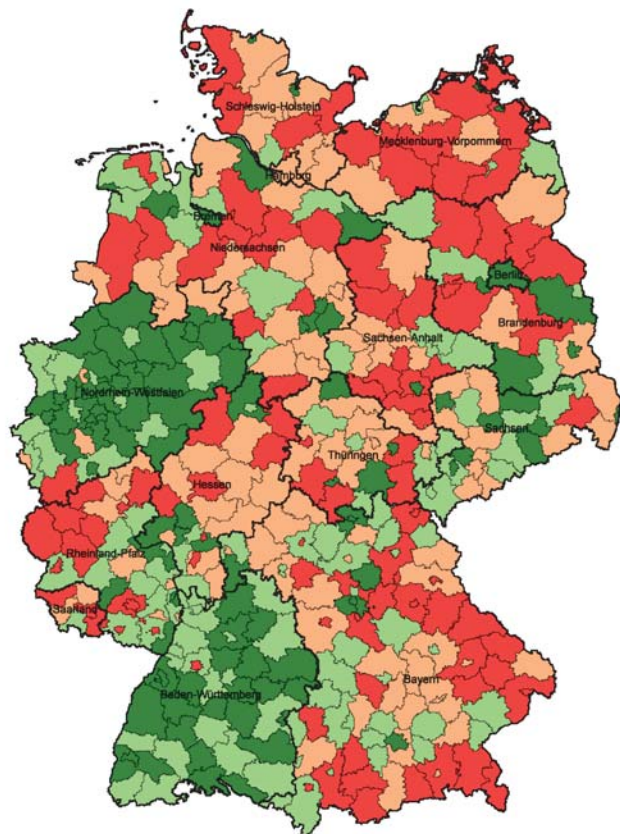 Schleswig-Holstein
Mecklenburg-Vorpommern
Hamburg
Bremen
Niedersachsen
Berlin
Brandenburg
Sachsen-Anhalt
Nordrhein-Westfalen
Sachsen
Thüringen
Hessen
Rheinland-Pfalz
Saarland
Bayern
Baden-Württemberg